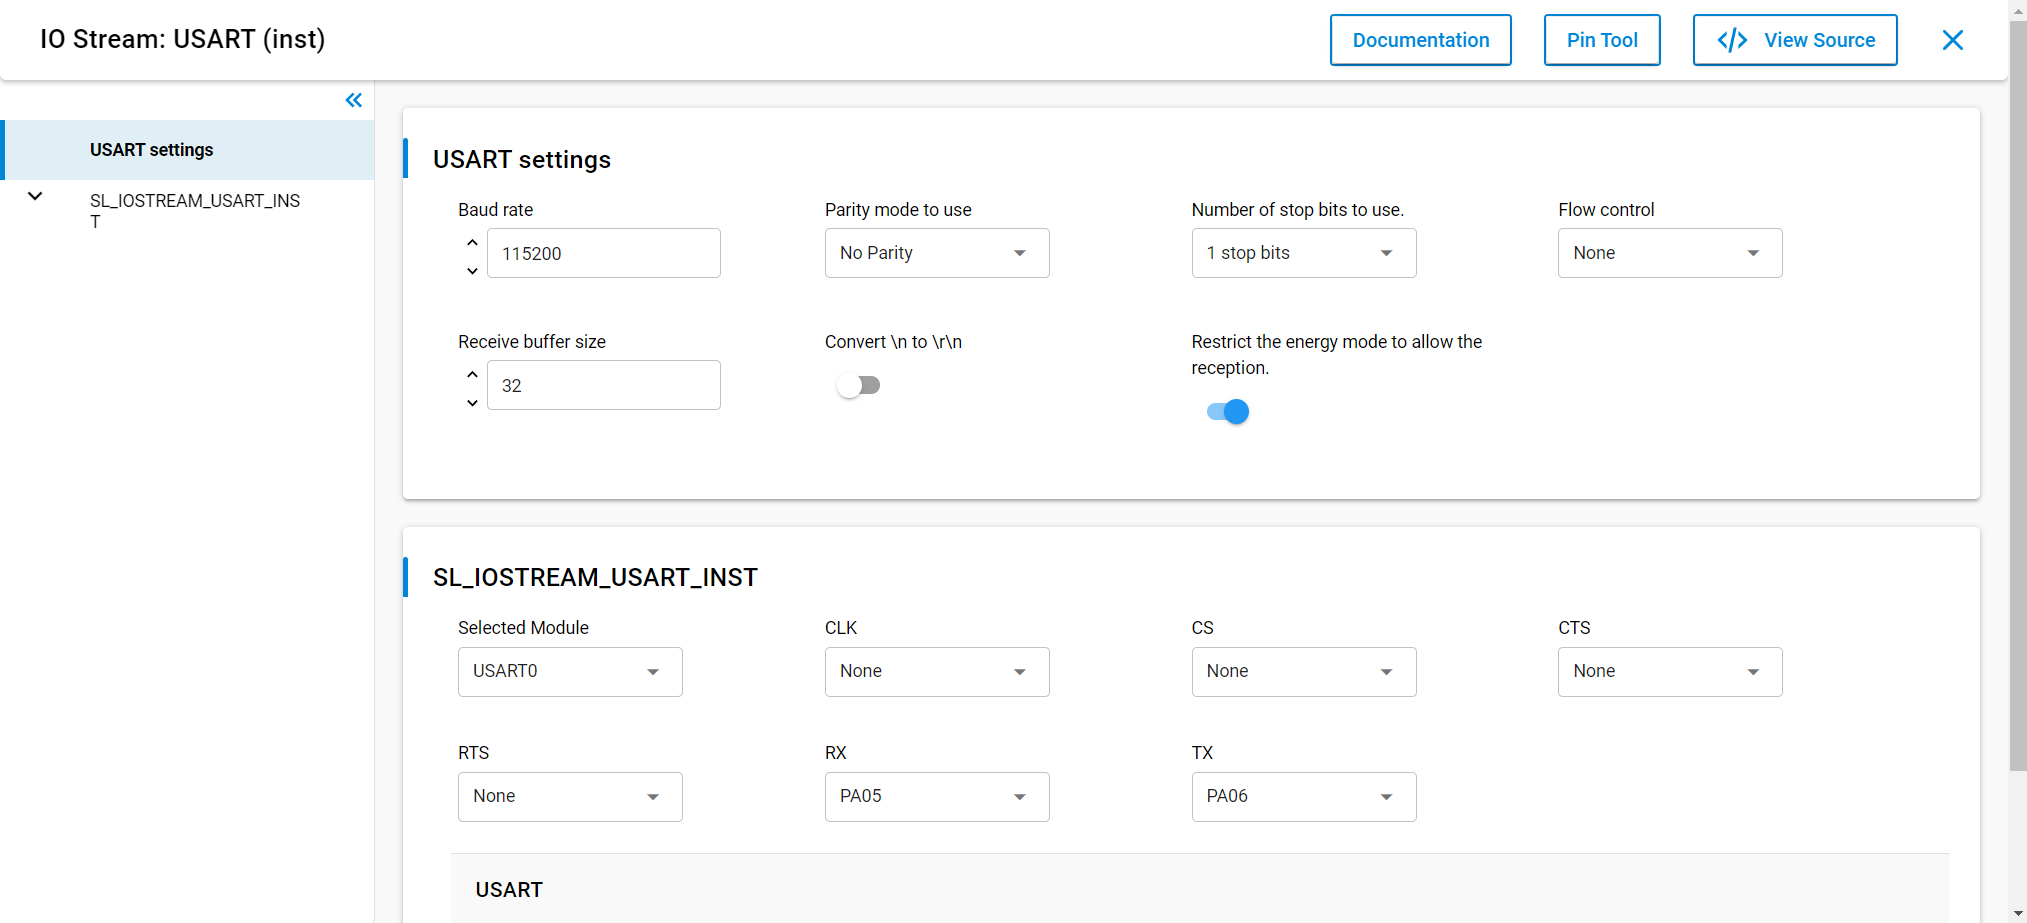 IO Stream: USART (inst)
Documentation
Pin Tool
</> View Source
USART settings
SL_IOSTREAM_USART_INS
T
USART settings
Baud rate
Parity mode to use
Number of stop bits to use.
Flow control
115200
No Parity
1 stop bits
None
Receive buffer size
Convert \n to \r\n
Restrict the energy mode to allow the
reception.
32
SL_IOSTREAM_USART_INST
Selected Module
CLK
CS
CTS
USART0
None
None
None
RTS
RX
TX
None
PA05
PA06
USART